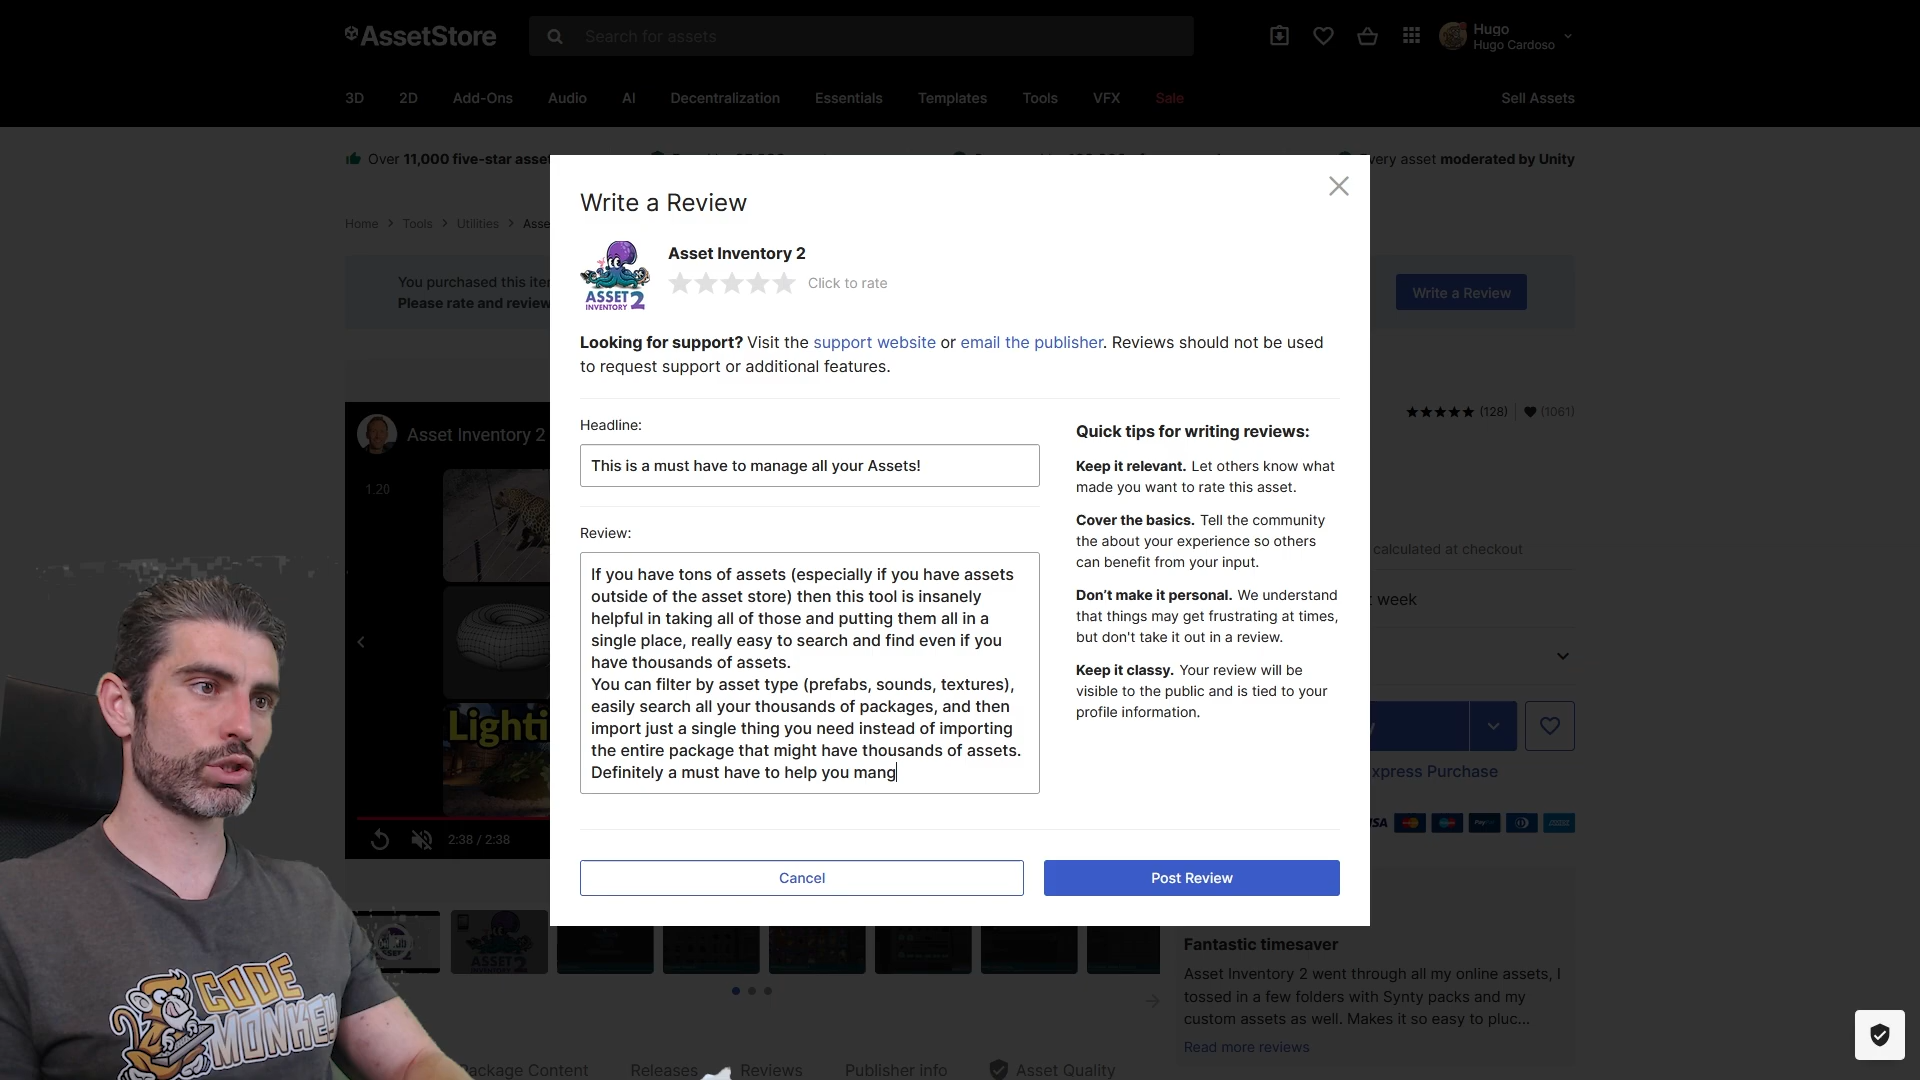 AssetStore
Search for assets
Hugo
Hugo Cardoso
3D 2D Add-Ons Audio AI Decentralization Essentials Templates Tools VFX Sale Sell Assets
Over 11,000 five-star asset
very asset moderated by Unity
Home > Tools > Utilities > Asse
You purchased this ite
Please rate and review
Write a Review
Write a Review
Asset Inventory 2
Click to rate
ASSET 2
INVENTORY
Looking for support? Visit the support website or email the publisher. Reviews should not be used
to request support or additional features.
(128) (1061)
Headline:
This is a must have to manage all your Assets!
Review:
If you have tons of assets (especially if you have assets
outside of the asset store) then this tool is insanely
helpful in taking all of those and putting them all in a
single place, really easy to search and find even if you
have thousands of assets.
You can filter by asset type (prefabs, sounds, textures),
easily search all your thousands of packages, and then
import just a single thing you need instead of importing
the entire package that might have thousands of assets.
Definitely a must have to help you mang
Quick tips for writing reviews:
Keep it relevant. Let others know what
made you want to rate this asset.
Cover the basics. Tell the community
the about your experience so others
can benefit from your input.
Don't make it personal. We understand
that things may get frustrating at times,
but don't take it out in a review.
Keep it classy. Your review will be
visible to the public and is tied to your
profile information.
Cancel
Post Review
Asset Inventory 2
1.20
Lighti
2:38 / 2:38
calculated at checkout
week
xpress Purchase
VISA
PayPal
ASSET
Fantastic timesaver
Asset Inventory 2 went through all my online assets, I
tossed in a few folders with Synty packs and my
custom assets as well. Makes it so easy to pluc...
Read more reviews
Package Content Releases Reviews Publisher info Asset Quality
CODE
MONKEY